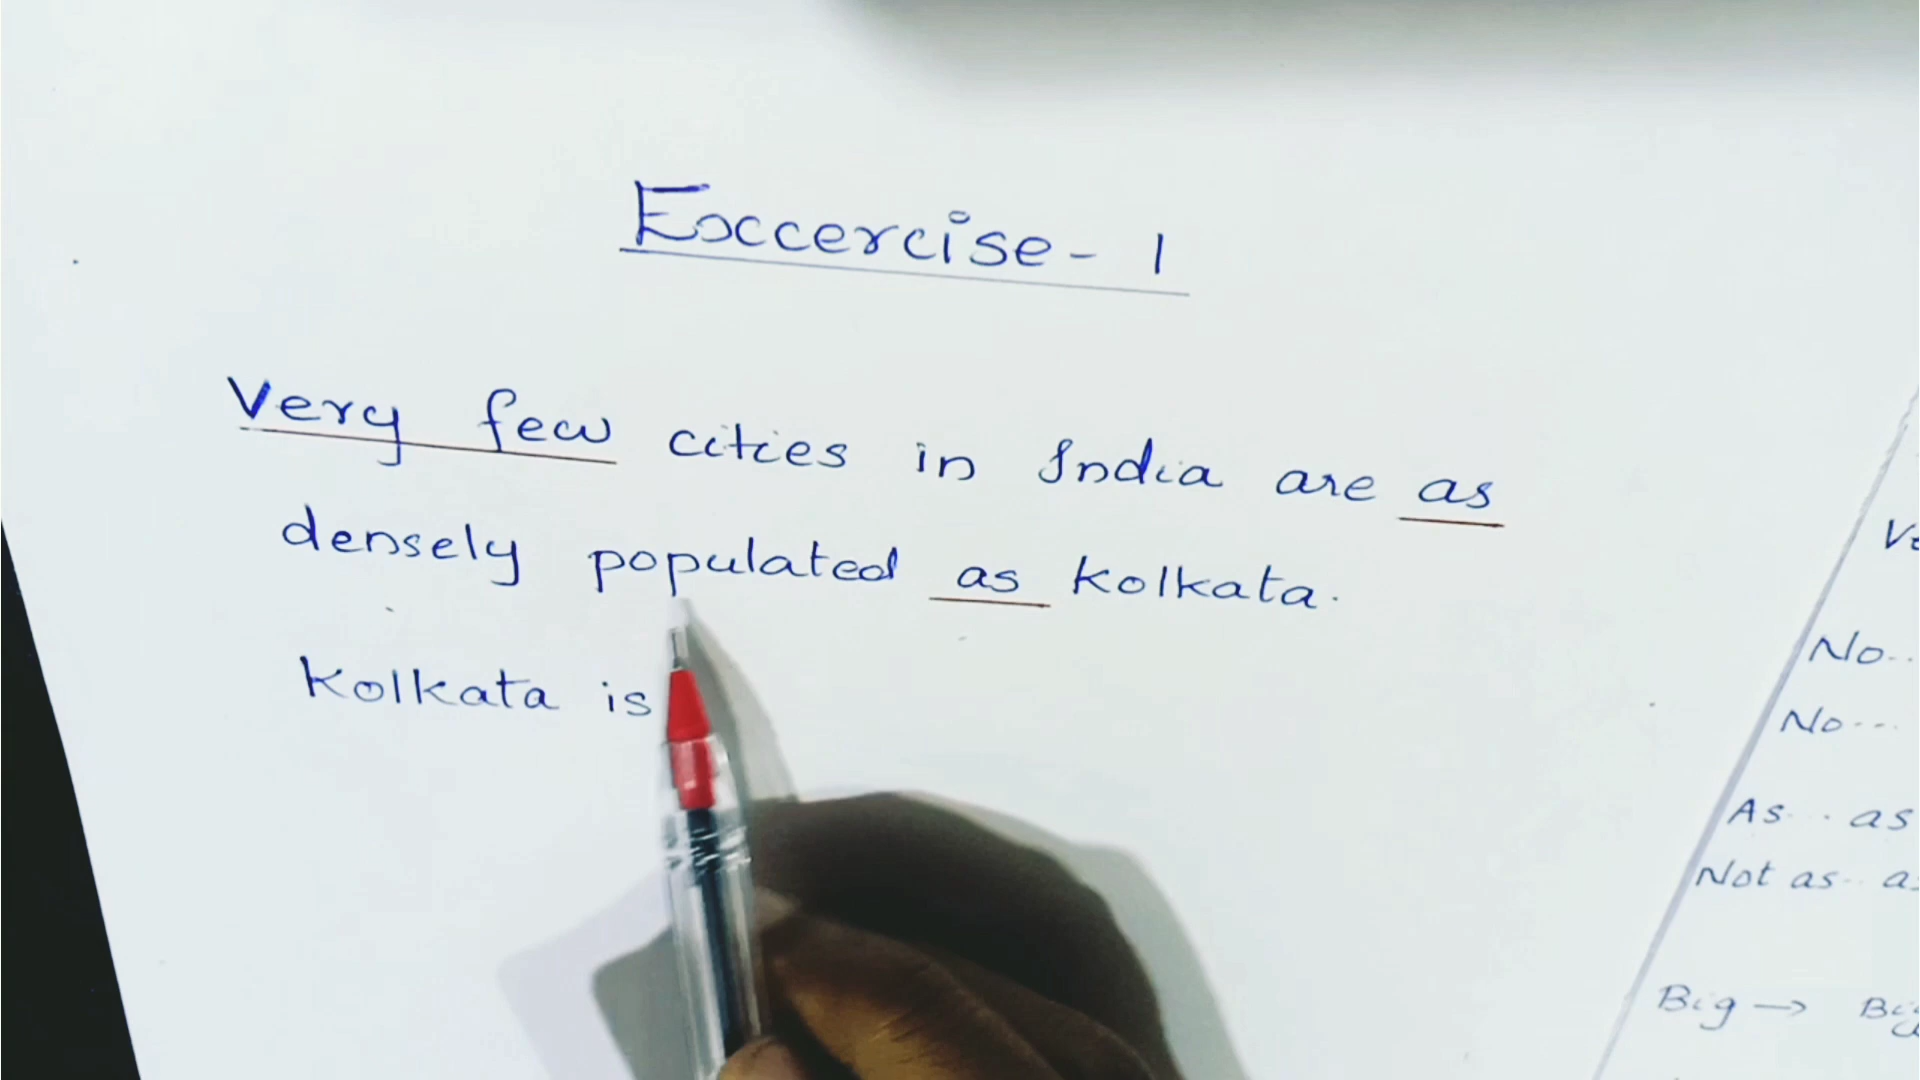 Exccercise - 1
Very few cities in India are as
densely populated as Kolkata.
Kolkata is
No..
No---
As . . as
Not as .. as
Big →